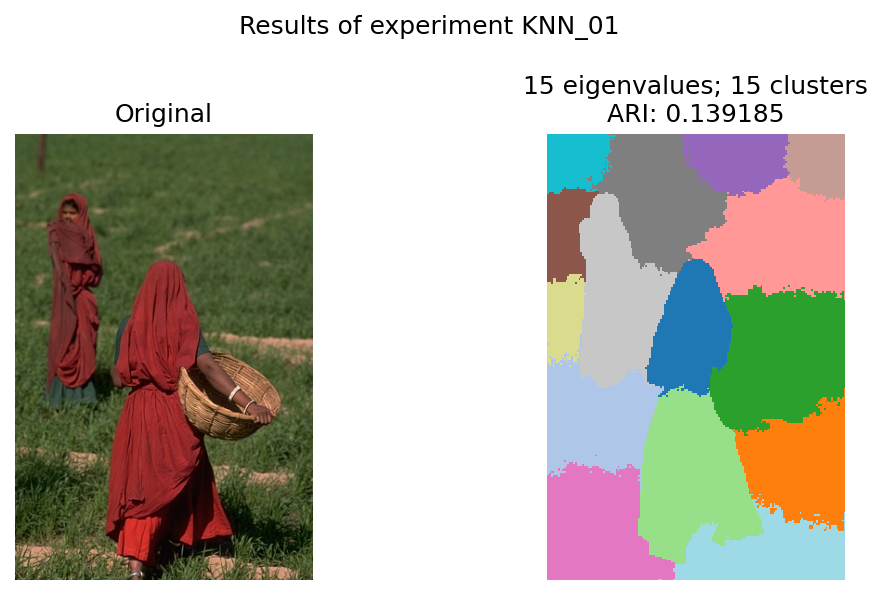 Results of experiment KNN_01
Original
15 eigenvalues; 15 clusters
ARI: 0.139185